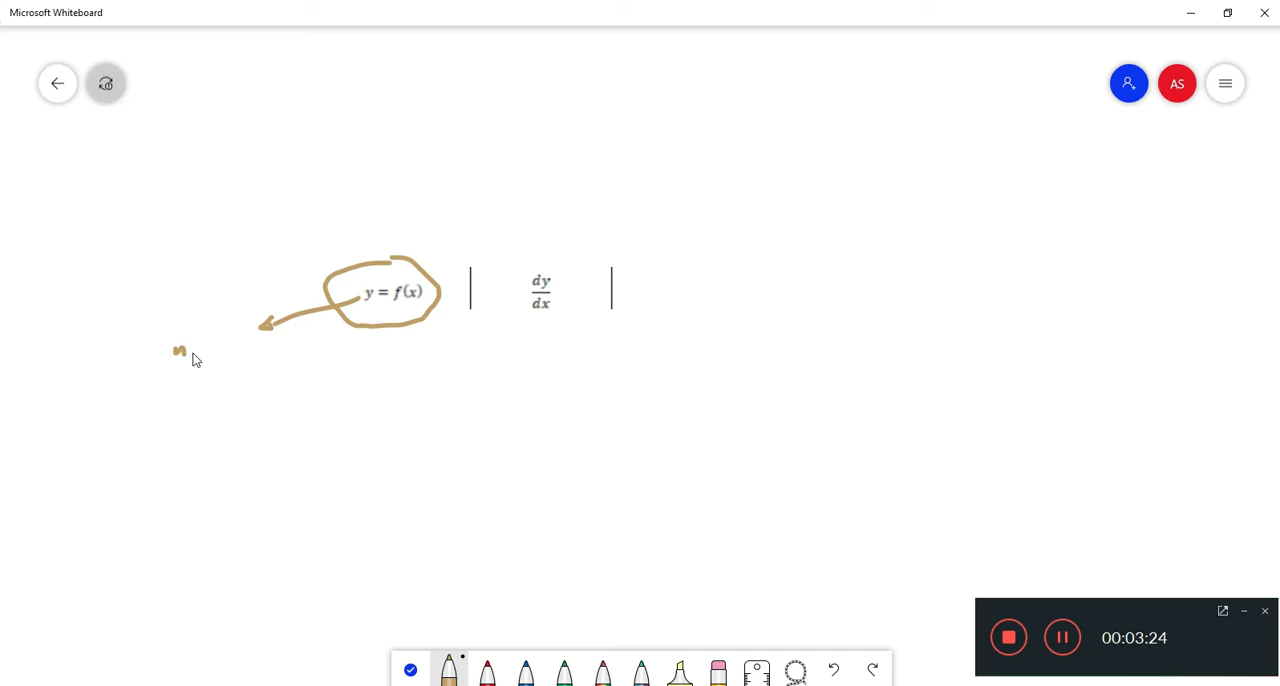 Microsoft Whiteboard
AS
y = f(x) | dy/dx |
n
00:03:24